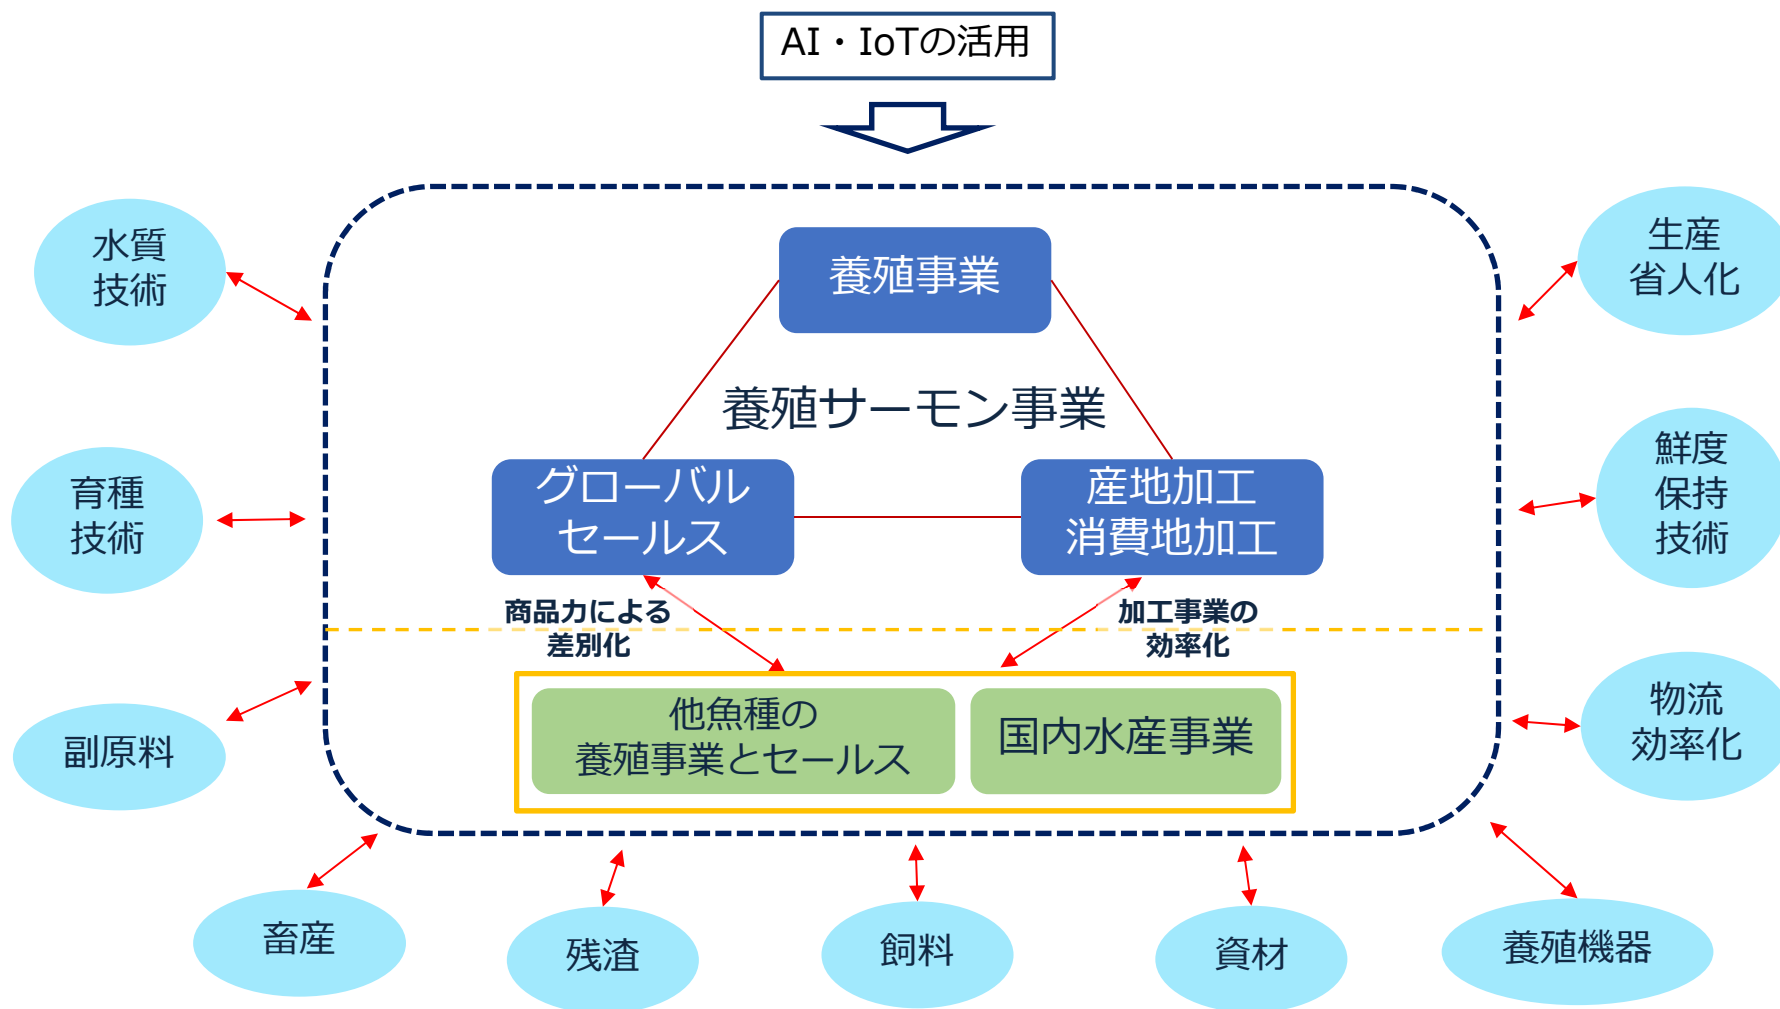 AI・IoTの活用
水質
技術
生産
省人化
養殖事業
養殖サーモン事業
育種
技術
グローバル
セールス
産地加工
消費地加工
鮮度
保持
技術
商品力による
差別化
加工事業の
効率化
副原料
他魚種の
養殖事業とセールス
国内水産事業
物流
効率化
畜産
残渣
飼料
資材
養殖機器